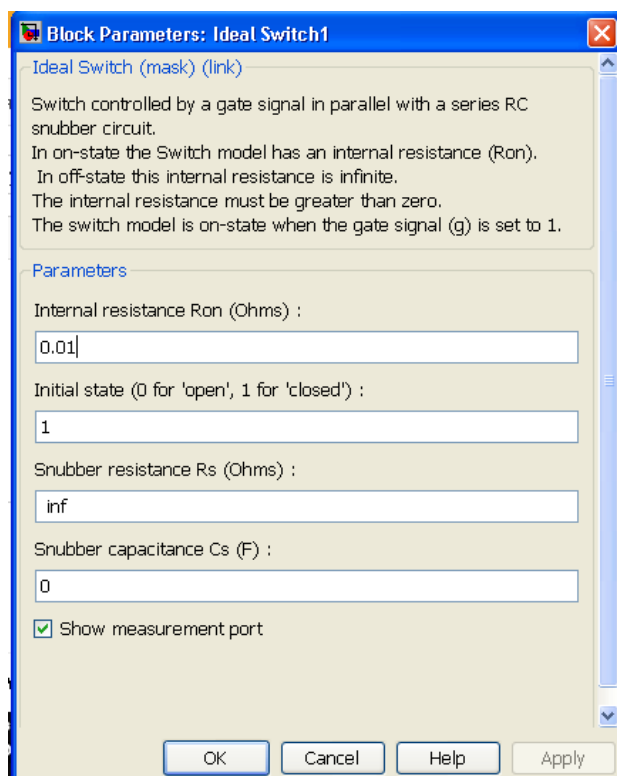 Block Parameters: Ideal Switch1
Ideal Switch (mask) (link)
Switch controlled by a gate signal in parallel with a series RC
snubber circuit.
In on-state the Switch model has an internal resistance (Ron).
In off-state this internal resistance is infinite.
The internal resistance must be greater than zero.
The switch model is on-state when the gate signal (g) is set to 1.
Parameters
Internal resistance Ron (Ohms) :
0.01
Initial state (0 for 'open', 1 for 'closed') :
1
Snubber resistance Rs (Ohms) :
inf
Snubber capacitance Cs (F) :
0
Show measurement port
OK Cancel Help Apply